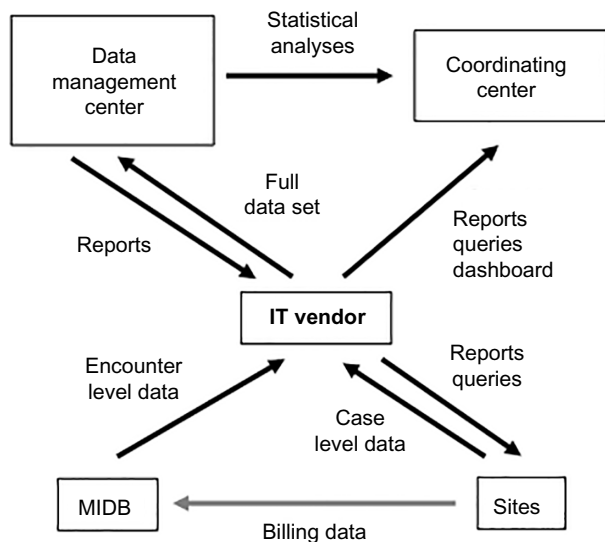 Statistical
analyses
Data
management
center
Coordinating
center
Full
data set
Reports
Reports
queries
dashboard
IT vendor
Encounter
level data
Reports
queries
Case
level data
MIDB
Sites
Billing data